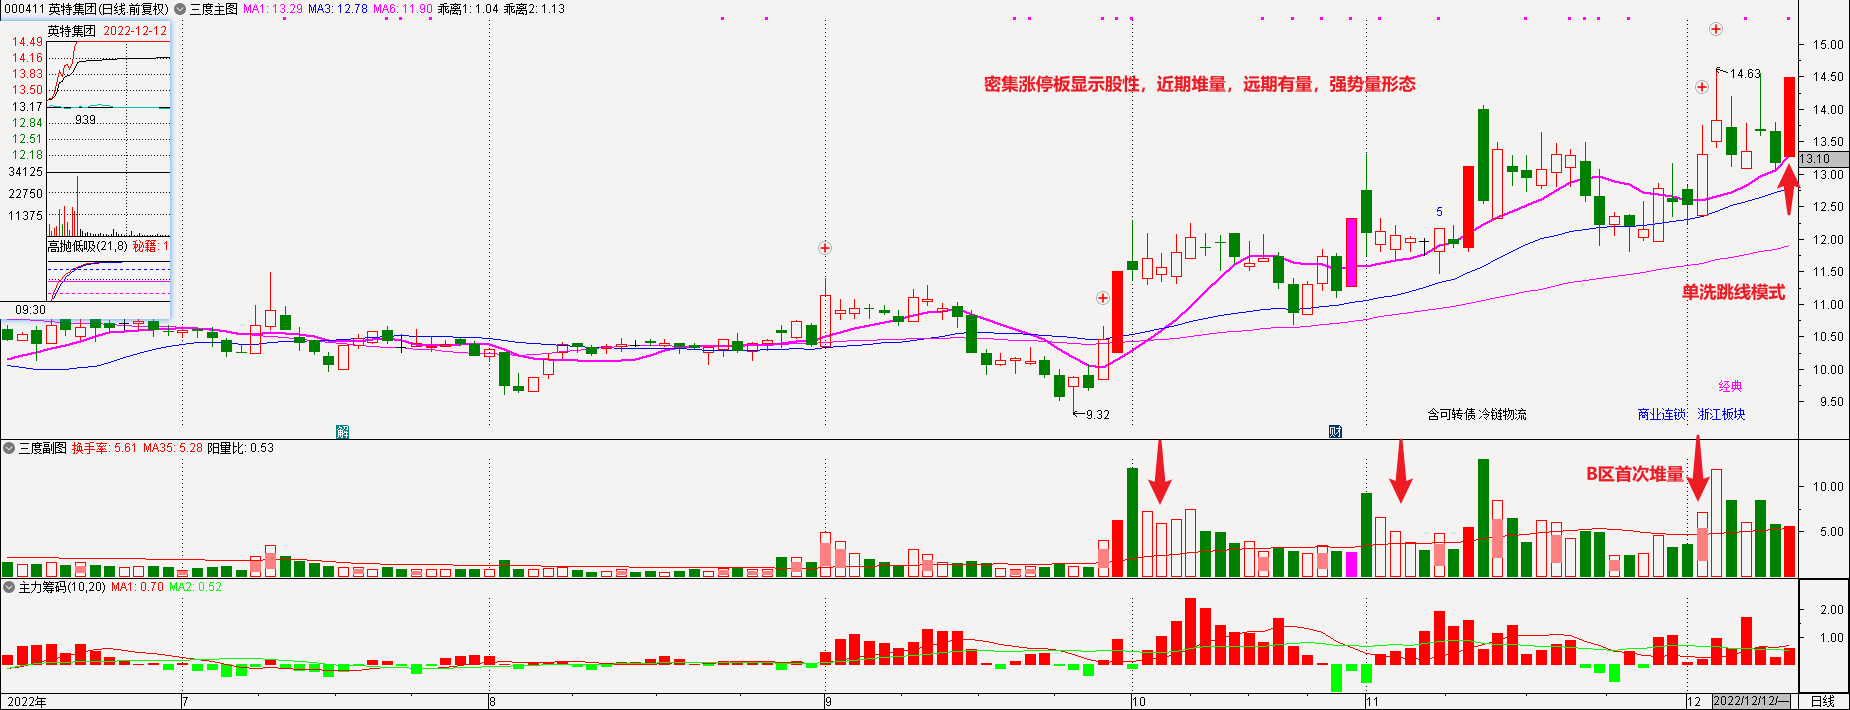 000411 英特集团(日线.前复权) 三度主图 MA1: 13.29 MA3: 12.78 MA6: 11.90 乖离1: 1.04 乖离2: 1.13
英特集团 2022-12-12
14.49
14.16
13.83
13.50
13.17
939
12.84
12.51
12.18
34125
22750
11375
高抛低吸(21,8) 秘籍: 1
09:30
密集涨停板显示股性，近期堆量，远期有量，强势量形态
14.63
5
9.32
单洗跳线模式
经典
含可转债 冷链物流
商业连锁 浙江板块
解
财
15.00
14.50
14.00
13.50
13.10
13.00
12.50
12.00
11.50
11.00
10.50
10.00
9.50
三度副图 换手率: 5.61 MA35: 5.28 阳量比: 0.53
B区首次堆量
10.00
5.00
主力筹码(10,20) MA1: 0.70 MA2: 0.52
2.00
1.00
2022年 7 8 9 10 11 12 2022/12/12/一 日线